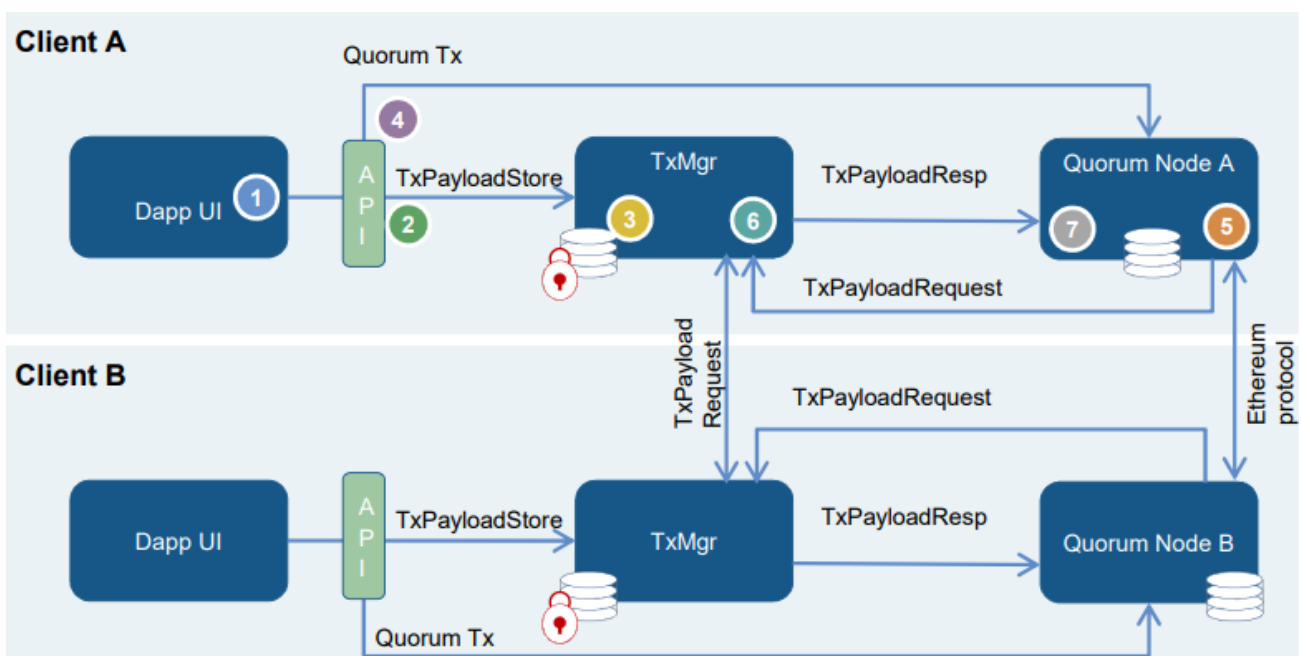 Client A
Quorum Tx
4
A
P
I
TxPayloadStore
TxMgr
TxPayloadResp
Quorum Node A
Dapp UI
1
2
3
6
7
5
TxPayloadRequest
TxPayload
Request
Ethereum
protocol
Client B
TxPayloadRequest
Dapp UI
A
P
I
TxPayloadStore
TxMgr
TxPayloadResp
Quorum Node B
Quorum Tx